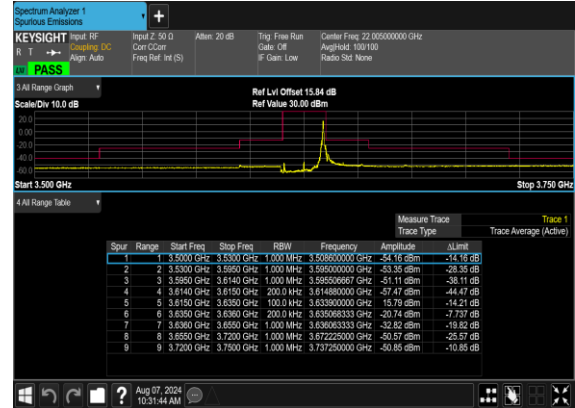 Spectrum Analyzer 1
Spurious Emissions
KEYSIGHT Input: RF Input Z: 50 Ω Atten: 20 dB Trig: Free Run Center Freq: 22.005000000 GHz
R T Coupling: DC Corr CCorr Gate: Off Avg|Hold: 100/100
Align: Auto Freq Ref: Int (S) IF Gain: Low Radio Std: None
PASS
3 All Range Graph Ref Lvl Offset 15.84 dB
Scale/Div 10.0 dB Ref Value 30.00 dBm
20.0
0.00
-20.0
-40.0
-60.0
Start 3.500 GHz Stop 3.750 GHz
4 All Range Table
Measure Trace Trace 1
Trace Type Trace Average (Active)
Spur Range Start Freq Stop Freq RBW Frequency Amplitude ΔLimit
1 1 3.5000 GHz 3.5300 GHz 1.000 MHz 3.508600000 GHz -54.16 dBm -14.16 dB
2 2 3.5300 GHz 3.5950 GHz 1.000 MHz 3.595000000 GHz -53.35 dBm -28.35 dB
3 3 3.5950 GHz 3.6140 GHz 1.000 MHz 3.595506667 GHz -51.11 dBm -38.11 dB
4 4 3.6140 GHz 3.6150 GHz 200.0 kHz 3.614880000 GHz -57.47 dBm -44.47 dB
5 5 3.6150 GHz 3.6350 GHz 100.0 kHz 3.633900000 GHz 15.79 dBm -14.21 dB
6 6 3.6350 GHz 3.6360 GHz 200.0 kHz 3.635068333 GHz -20.74 dBm -7.737 dB
7 7 3.6360 GHz 3.6550 GHz 1.000 MHz 3.636063333 GHz -32.82 dBm -19.82 dB
8 8 3.6550 GHz 3.7200 GHz 1.000 MHz 3.672225000 GHz -50.57 dBm -25.57 dB
9 9 3.7200 GHz 3.7500 GHz 1.000 MHz 3.737250000 GHz -50.85 dBm -10.85 dB
Aug 07, 2024
10:31:44 AM